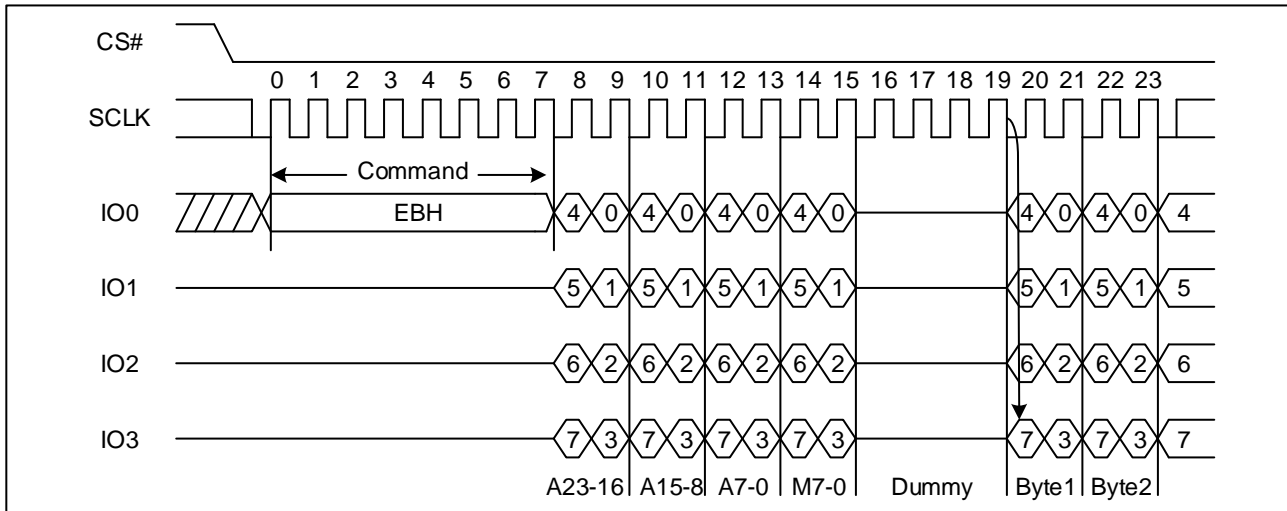 CS#
0 1 2 3 4 5 6 7 8 9 10 11 12 13 14 15 16 17 18 19 20 21 22 23
SCLK
Command
IO0 EBH 4 0 4 0 4 0 4 0 4 0 4 0 4
IO1 5 1 5 1 5 1 5 1 5 1 5 1 5
IO2 6 2 6 2 6 2 6 2 6 2 6 2 6
IO3 7 3 7 3 7 3 7 3 7 3 7 3 7
A23-16 A15-8 A7-0 M7-0 Dummy Byte1 Byte2